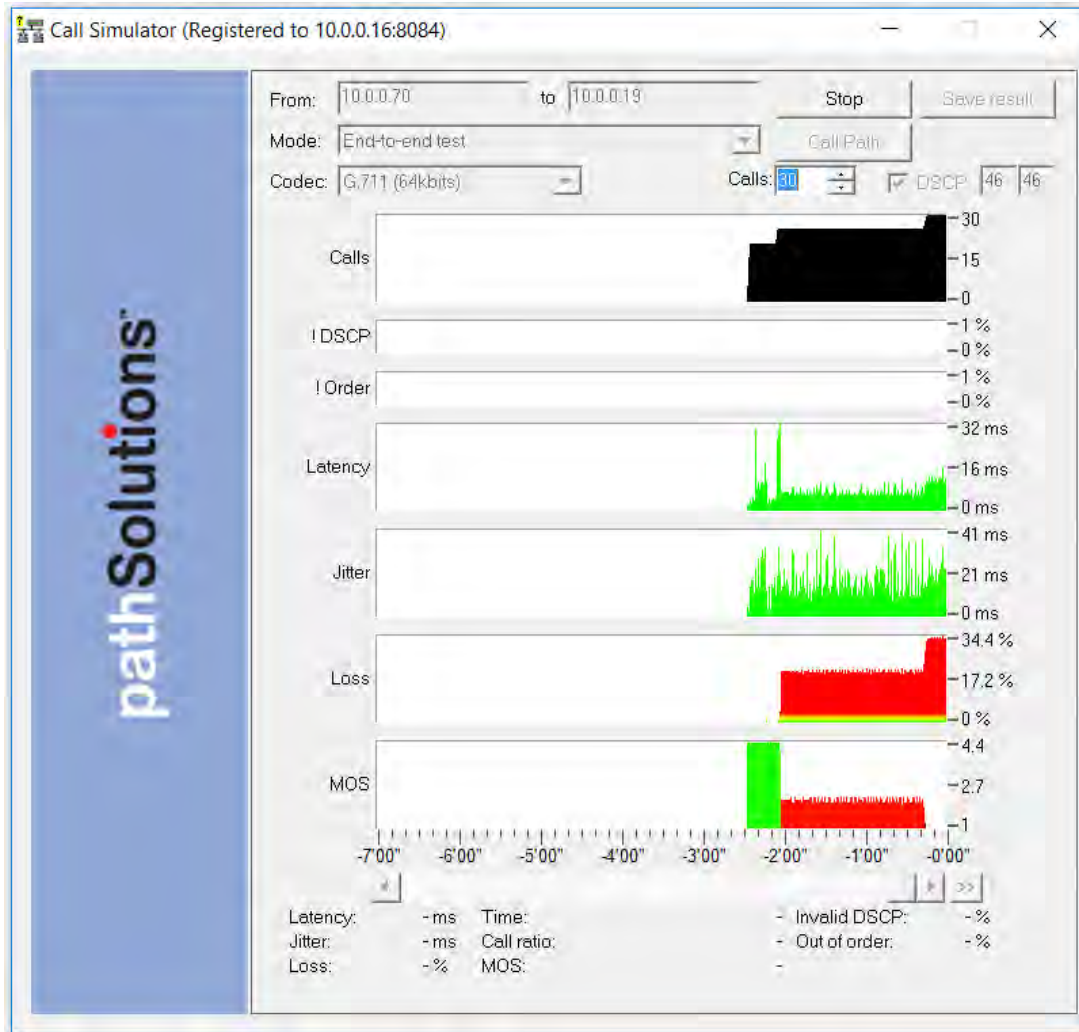 Call Simulator (Registered to 10.0.0.16:8084)
pathSolutions™
From: 10.0.0.70 to 10.0.0.19 Stop Save result
Mode: End-to-end test Call Path
Codec: G.711 (64kbits) Calls: 30 DSCP 46 46
Calls 30
15
0
! DSCP 1 %
0 %
! Order 1 %
0 %
Latency 32 ms
16 ms
0 ms
Jitter 41 ms
21 ms
0 ms
Loss 34.4 %
17.2 %
0 %
MOS 4.4
2.7
1
-7'00" -6'00" -5'00" -4'00" -3'00" -2'00" -1'00" -0'00"
>>
Latency: - ms Time: - Invalid DSCP: - %
Jitter: - ms Call ratio: - Out of order: - %
Loss: - % MOS: -